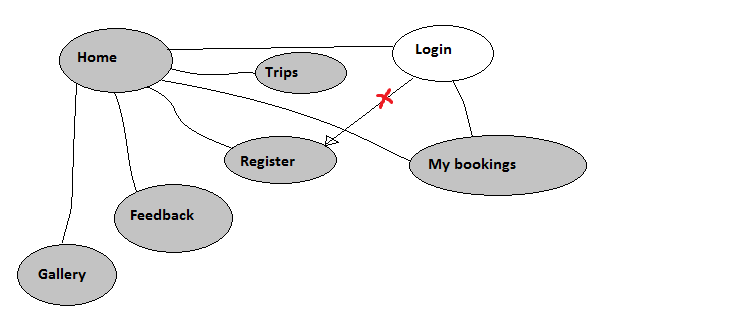 Home
Login
Trips
Register
My bookings
Feedback
Gallery